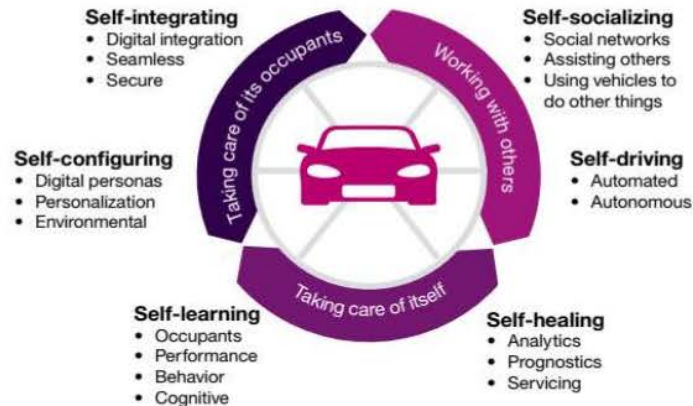 Self-integrating
• Digital integration
• Seamless
• Secure
Self-socializing
• Social networks
• Assisting others
• Using vehicles to
do other things
Taking care of its occupants
Working with others
Self-configuring
• Digital personas
• Personalization
• Environmental
Self-driving
• Automated
• Autonomous
Taking care of itself
Self-learning
• Occupants
• Performance
• Behavior
• Cognitive
Self-healing
• Analytics
• Prognostics
• Servicing